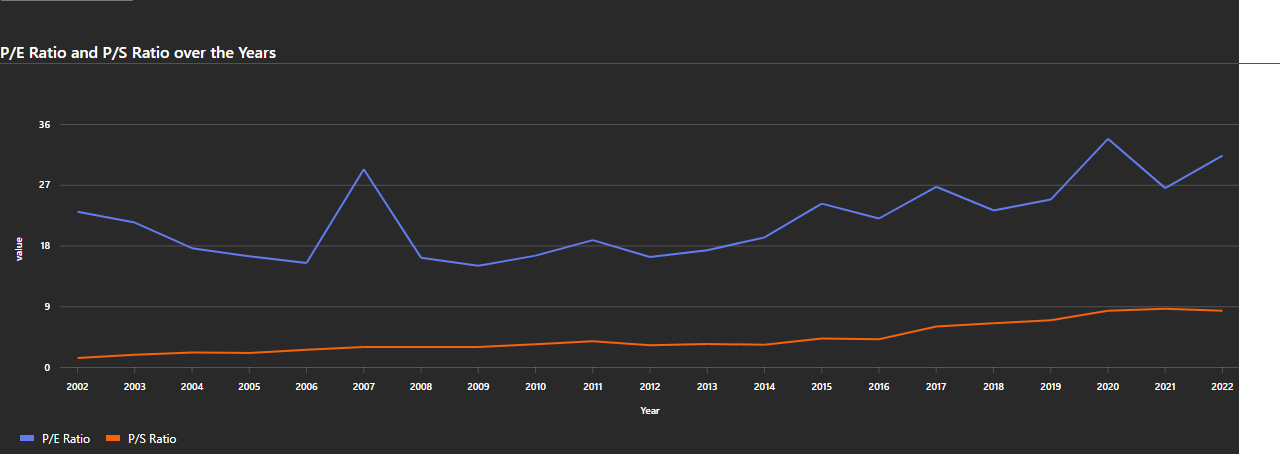 P/E Ratio and P/S Ratio over the Years
36
27
18
9
0
value
2002 2003 2004 2005 2006 2007 2008 2009 2010 2011 2012 2013 2014 2015 2016 2017 2018 2019 2020 2021 2022
Year
P/E Ratio P/S Ratio